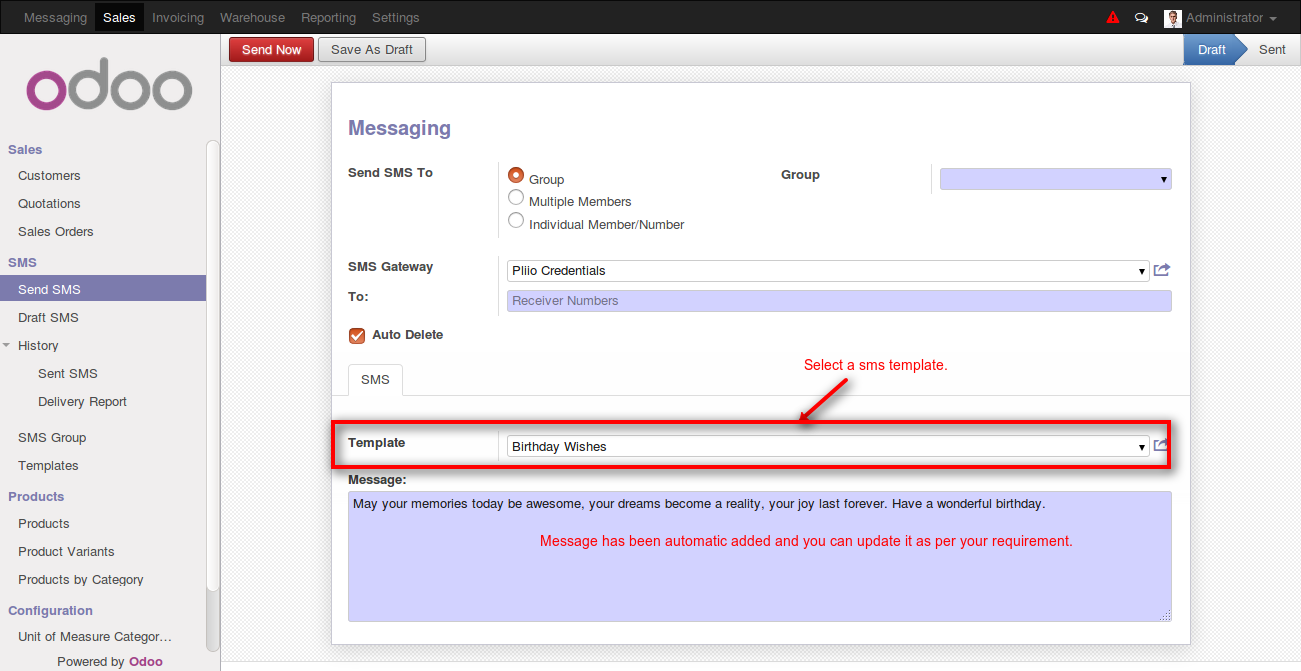 Messaging Sales Invoicing Warehouse Reporting Settings Administrator
Send Now Save As Draft Draft Sent
odoo
Sales
Customers
Quotations
Sales Orders
SMS
Send SMS
Draft SMS
History
Sent SMS
Delivery Report
SMS Group
Templates
Products
Products
Product Variants
Products by Category
Configuration
Unit of Measure Categor…
Powered by Odoo
Messaging
Send SMS To
Group
Multiple Members
Individual Member/Number
Group
SMS Gateway Pliio Credentials
To: Receiver Numbers
Auto Delete
Select a sms template.
SMS
Template Birthday Wishes
Message:
May your memories today be awesome, your dreams become a reality, your joy last forever. Have a wonderful birthday.
Message has been automatic added and you can update it as per your requirement.